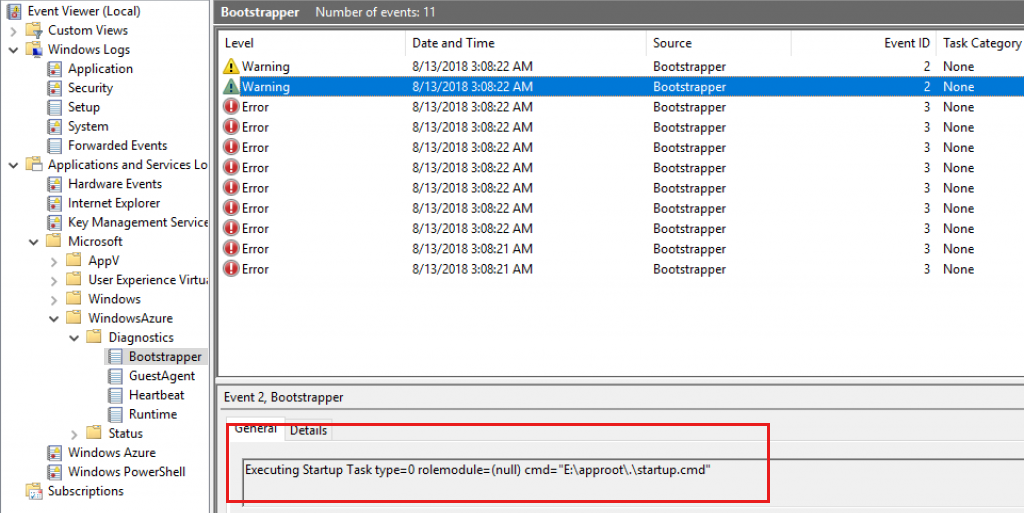 Event Viewer (Local)
Custom Views
Windows Logs
Application
Security
Setup
System
Forwarded Events
Applications and Services Lo
Hardware Events
Internet Explorer
Key Management Service
Microsoft
AppV
User Experience Virtu
Windows
WindowsAzure
Diagnostics
Bootstrapper
GuestAgent
Heartbeat
Runtime
Status
Windows Azure
Windows PowerShell
Subscriptions
Bootstrapper Number of events: 11
Level Date and Time Source Event ID Task Category
Warning 8/13/2018 3:08:22 AM Bootstrapper 2 None
Warning 8/13/2018 3:08:22 AM Bootstrapper 2 None
Error 8/13/2018 3:08:22 AM Bootstrapper 3 None
Error 8/13/2018 3:08:22 AM Bootstrapper 3 None
Error 8/13/2018 3:08:22 AM Bootstrapper 3 None
Error 8/13/2018 3:08:22 AM Bootstrapper 3 None
Error 8/13/2018 3:08:22 AM Bootstrapper 3 None
Error 8/13/2018 3:08:22 AM Bootstrapper 3 None
Error 8/13/2018 3:08:22 AM Bootstrapper 3 None
Error 8/13/2018 3:08:21 AM Bootstrapper 3 None
Error 8/13/2018 3:08:21 AM Bootstrapper 3 None
Event 2, Bootstrapper
General Details
Executing Startup Task type=0 rolemodule=(null) cmd="E:\approot\.\startup.cmd"